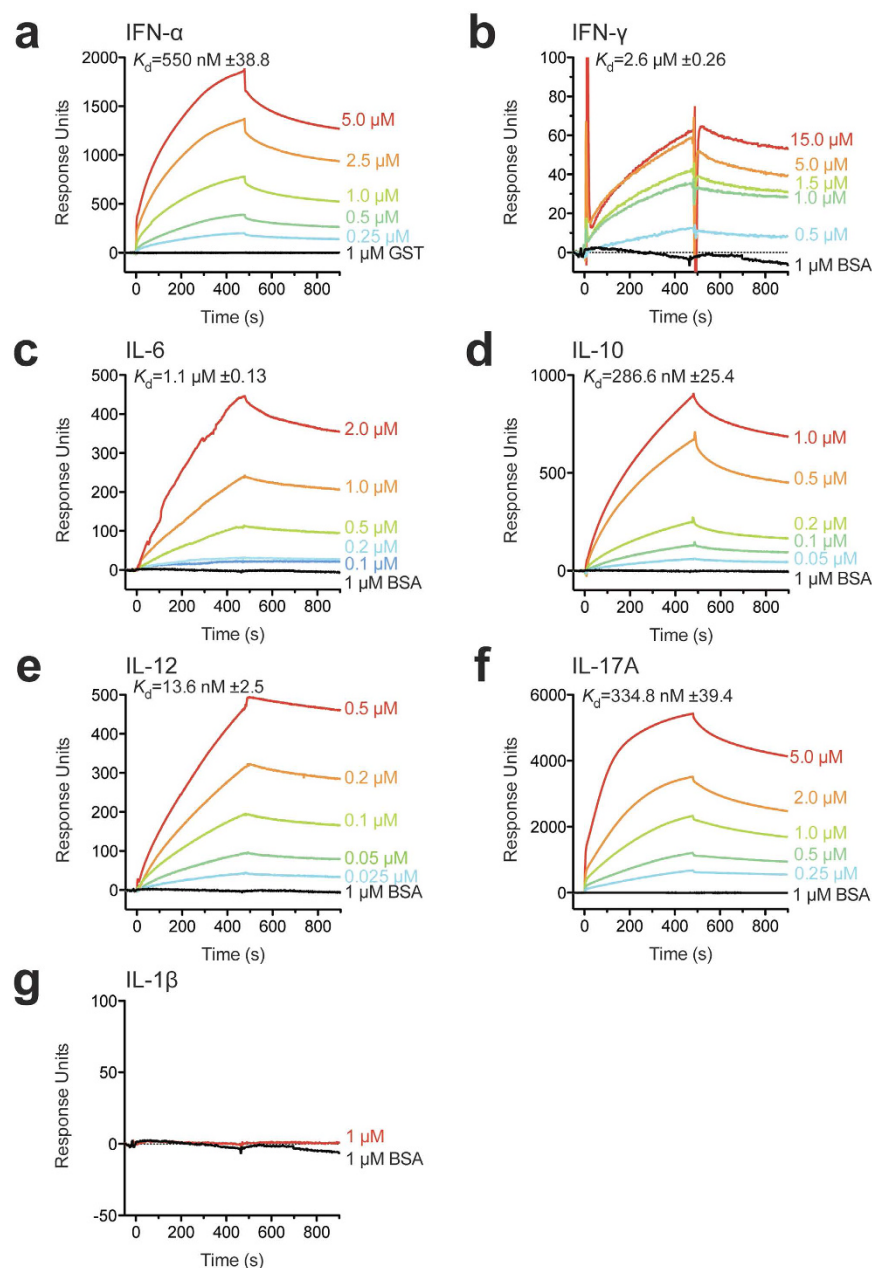 a
IFN-α
Kd=550 nM ±38.8
2000
1500
1000
500
0
Response Units
5.0 µM
2.5 µM
1.0 µM
0.5 µM
0.25 µM
1 µM GST
0 200 400 600 800
Time (s)
b
IFN-γ
Kd=2.6 µM ±0.26
100
80
60
40
20
0
Response Units
15.0 µM
5.0 µM
1.5 µM
1.0 µM
0.5 µM
1 µM BSA
0 200 400 600 800
Time (s)
c
IL-6
Kd=1.1 µM ±0.13
500
400
300
200
100
0
Response Units
2.0 µM
1.0 µM
0.5 µM
0.2 µM
0.1 µM
1 µM BSA
0 200 400 600 800
Time (s)
d
IL-10
Kd=286.6 nM ±25.4
1000
500
0
Response Units
1.0 µM
0.5 µM
0.2 µM
0.1 µM
0.05 µM
1 µM BSA
0 200 400 600 800
Time (s)
e
IL-12
Kd=13.6 nM ±2.5
500
400
300
200
100
0
Response Units
0.5 µM
0.2 µM
0.1 µM
0.05 µM
0.025 µM
1 µM BSA
0 200 400 600 800
Time (s)
f
IL-17A
Kd=334.8 nM ±39.4
6000
4000
2000
0
Response Units
5.0 µM
2.0 µM
1.0 µM
0.5 µM
0.25 µM
1 µM BSA
0 200 400 600 800
Time (s)
g
IL-1β
100
50
0
-50
Response Units
1 µM
1 µM BSA
0 200 400 600 800
Time (s)